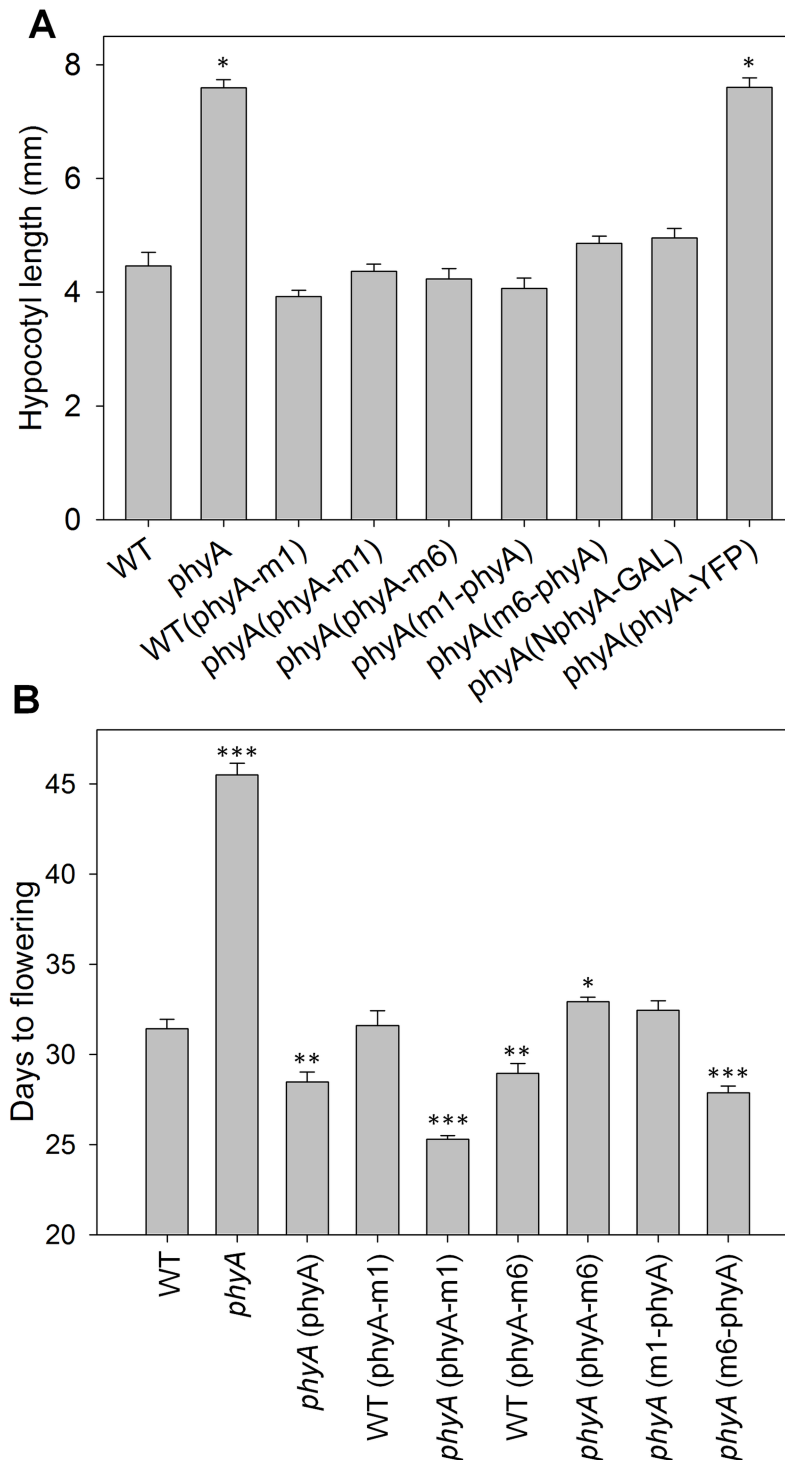 A
Hypocotyl length (mm)
8
6
4
2
0
*
*
WT
phyA
WT(phyA-m1)
phyA(phyA-m1)
phyA(phyA-m6)
phyA(m1-phyA)
phyA(m6-phyA)
phyA(NphyA-GAL)
phyA(phyA-YFP)
B
Days to flowering
45
40
35
30
25
20
***
**
***
**
*
***
WT
phyA
phyA (phyA)
WT (phyA-m1)
phyA (phyA-m1)
WT (phyA-m6)
phyA (phyA-m6)
phyA (m1-phyA)
phyA (m6-phyA)